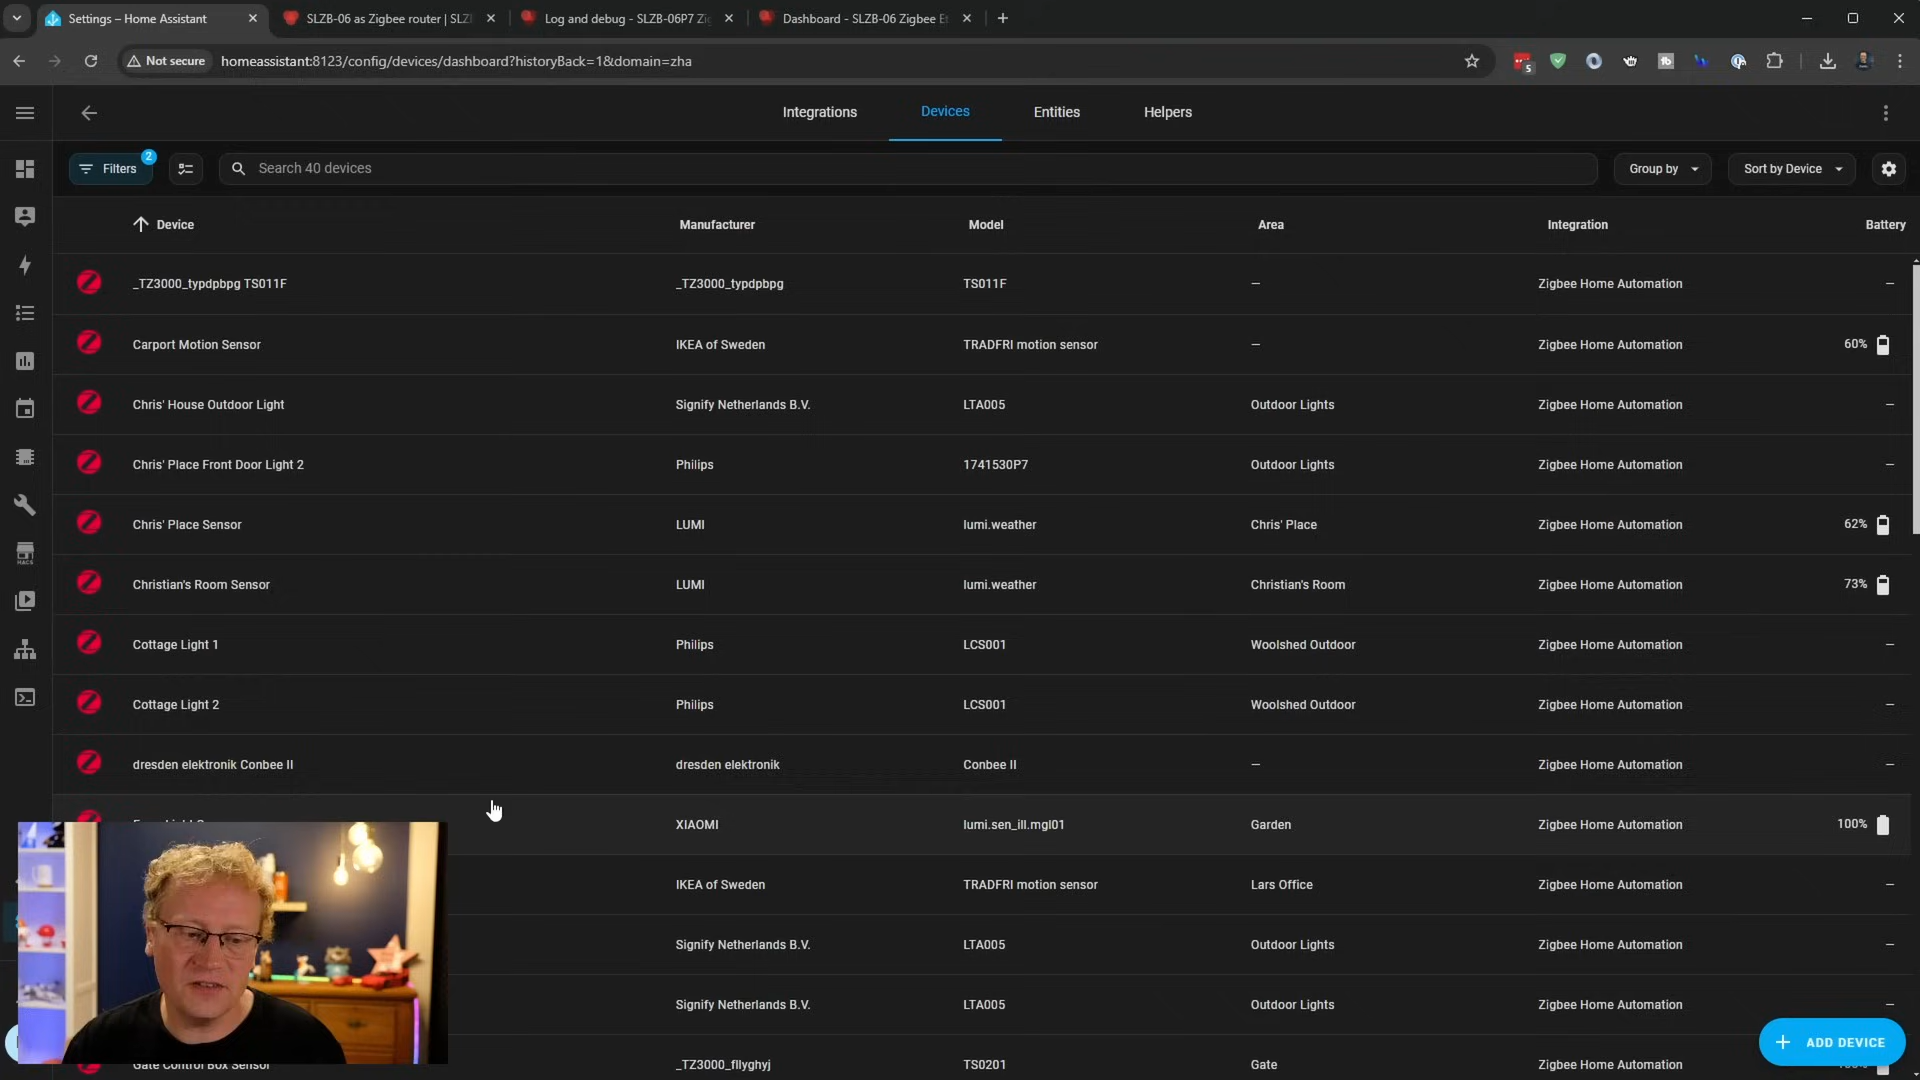 Settings – Home Assistant
SLZB-06 as Zigbee router | SLZ
Log and debug - SLZB-06P7 Zig
Dashboard - SLZB-06 Zigbee Et
Not secure
homeassistant:8123/config/devices/dashboard?historyBack=1&domain=zha
5
Integrations
Devices
Entities
Helpers
Filters
2
Search 40 devices
Group by
Sort by Device
Device Manufacturer Model Area Integration Battery
_TZ3000_typdpbpg TS011F _TZ3000_typdpbpg TS011F — Zigbee Home Automation —
Carport Motion Sensor IKEA of Sweden TRADFRI motion sensor — Zigbee Home Automation 60%
Chris' House Outdoor Light Signify Netherlands B.V. LTA005 Outdoor Lights Zigbee Home Automation —
Chris' Place Front Door Light 2 Philips 1741530P7 Outdoor Lights Zigbee Home Automation —
Chris' Place Sensor LUMI lumi.weather Chris' Place Zigbee Home Automation 62%
HACS
Christian's Room Sensor LUMI lumi.weather Christian's Room Zigbee Home Automation 73%
Cottage Light 1 Philips LCS001 Woolshed Outdoor Zigbee Home Automation —
Cottage Light 2 Philips LCS001 Woolshed Outdoor Zigbee Home Automation —
dresden elektronik Conbee II dresden elektronik Conbee II — Zigbee Home Automation —
XIAOMI lumi.sen_ill.mgl01 Garden Zigbee Home Automation 100%
IKEA of Sweden TRADFRI motion sensor Lars Office Zigbee Home Automation —
Signify Netherlands B.V. LTA005 Outdoor Lights Zigbee Home Automation —
Signify Netherlands B.V. LTA005 Outdoor Lights Zigbee Home Automation —
ADD DEVICE
Gate Control Box Sensor _TZ3000_fllyghyj TS0201 Gate Zigbee Home Automation